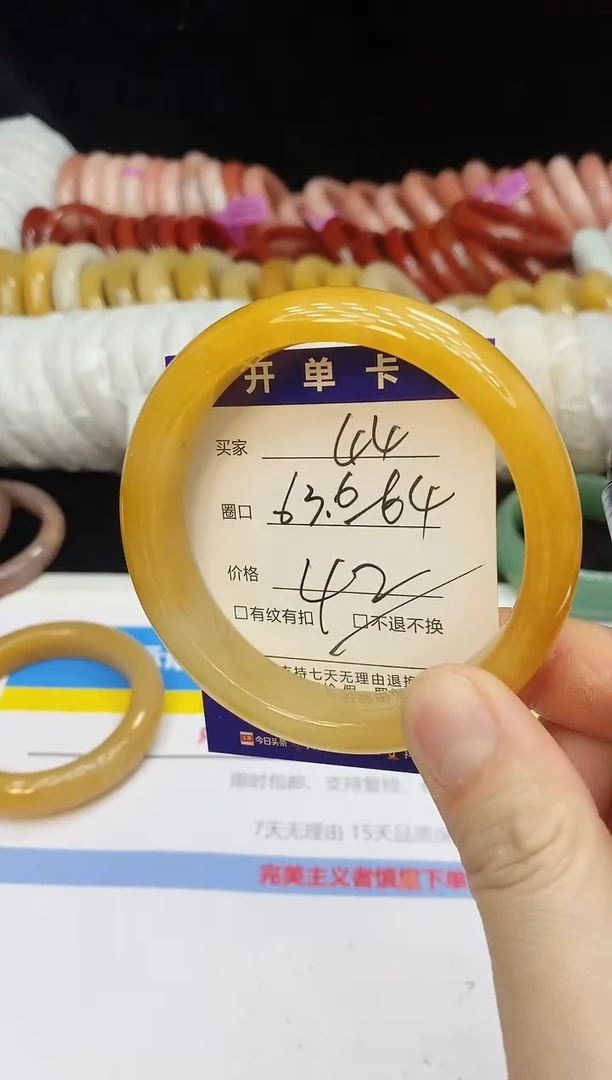 开单卡
买家 44
圈口 63.6/64
价格 42
□有纹有扣 □不退不换
支持七天无理由退换
今日头条
限时包邮、支持复检、
7天无理由 15天品质保
完美主义者慎重下单